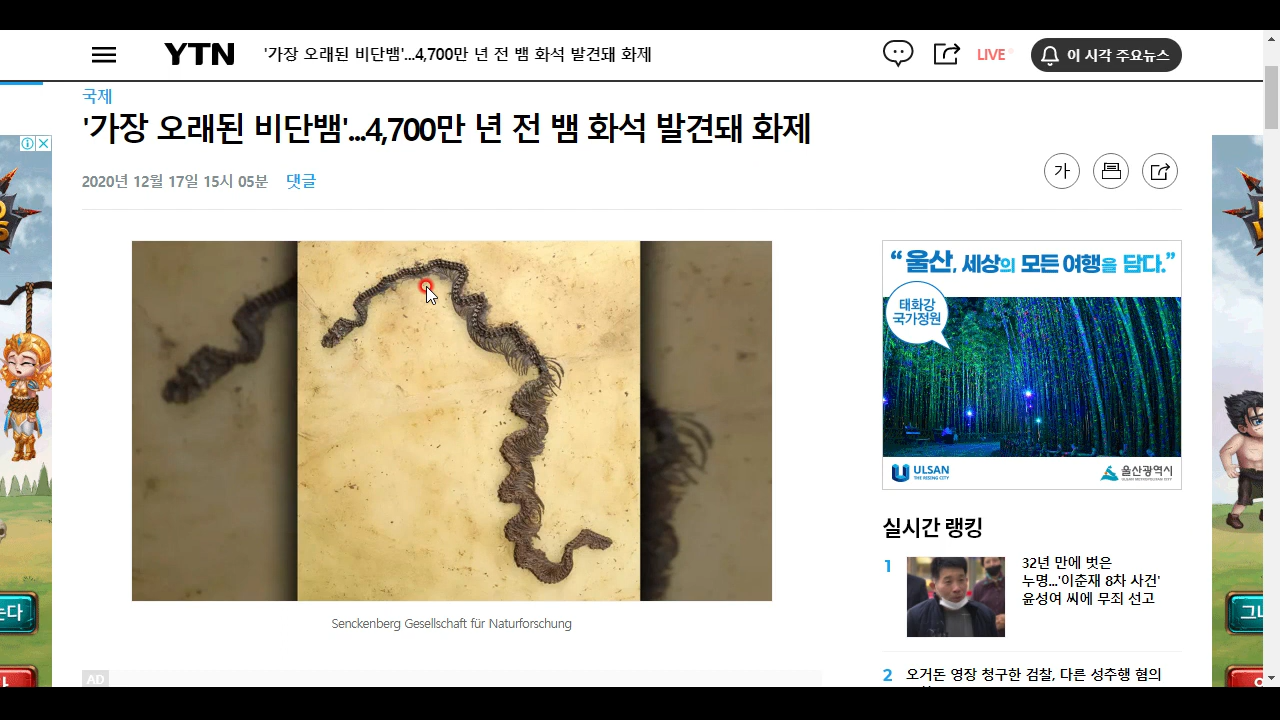 YTN
'가장 오래된 비단뱀'...4,700만 년 전 뱀 화석 발견돼 화제
LIVE
이 시각 주요뉴스
국제
'가장 오래된 비단뱀'...4,700만 년 전 뱀 화석 발견돼 화제
2020년 12월 17일 15시 05분 댓글
가
Senckenberg Gesellschaft für Naturforschung
AD
“울산, 세상의 모든 여행을 담다.”
태화강
국가정원
ULSAN
THE RISING CITY
울산광역시
실시간 랭킹
1
32년 만에 벗은
누명...'이춘재 8차 사건'
윤성여 씨에 무죄 선고
2
오거돈 영장 청구한 검찰, 다른 성추행 혐의